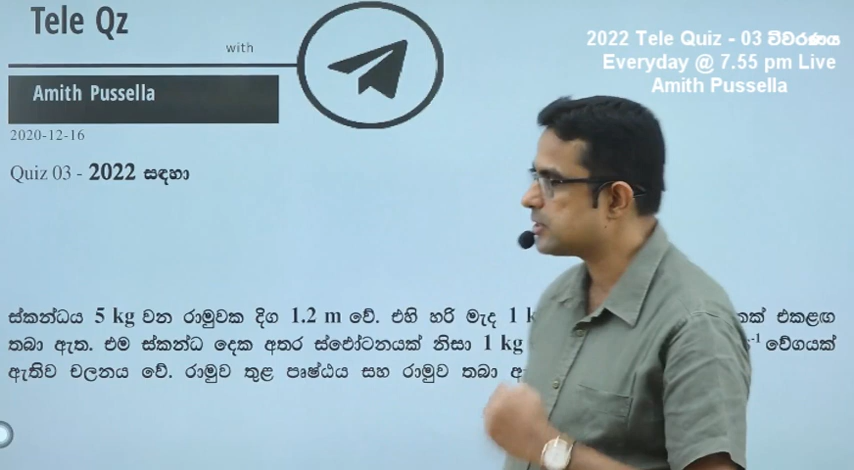 Tele Qz
with
Amith Pussella
2020-12-16
Quiz 03 - 2022 සඳහා
2022 Tele Quiz - 03 විවරණය
Everyday @ 7.55 pm Live
Amith Pussella
ස්කන්ධය 5 kg වන රාමුවක දිග 1.2 m වේ. එහි හරි මැද 1 එකළඟ
තබා ඇත. එම ස්කන්ධ දෙක අතර ස්ඵෝටනයක් නිසා 1 kg වේගයක්
ඇතිව චලනය වේ. රාමුව තුළ පෘෂ්ඨය සහ රාමුව තබා